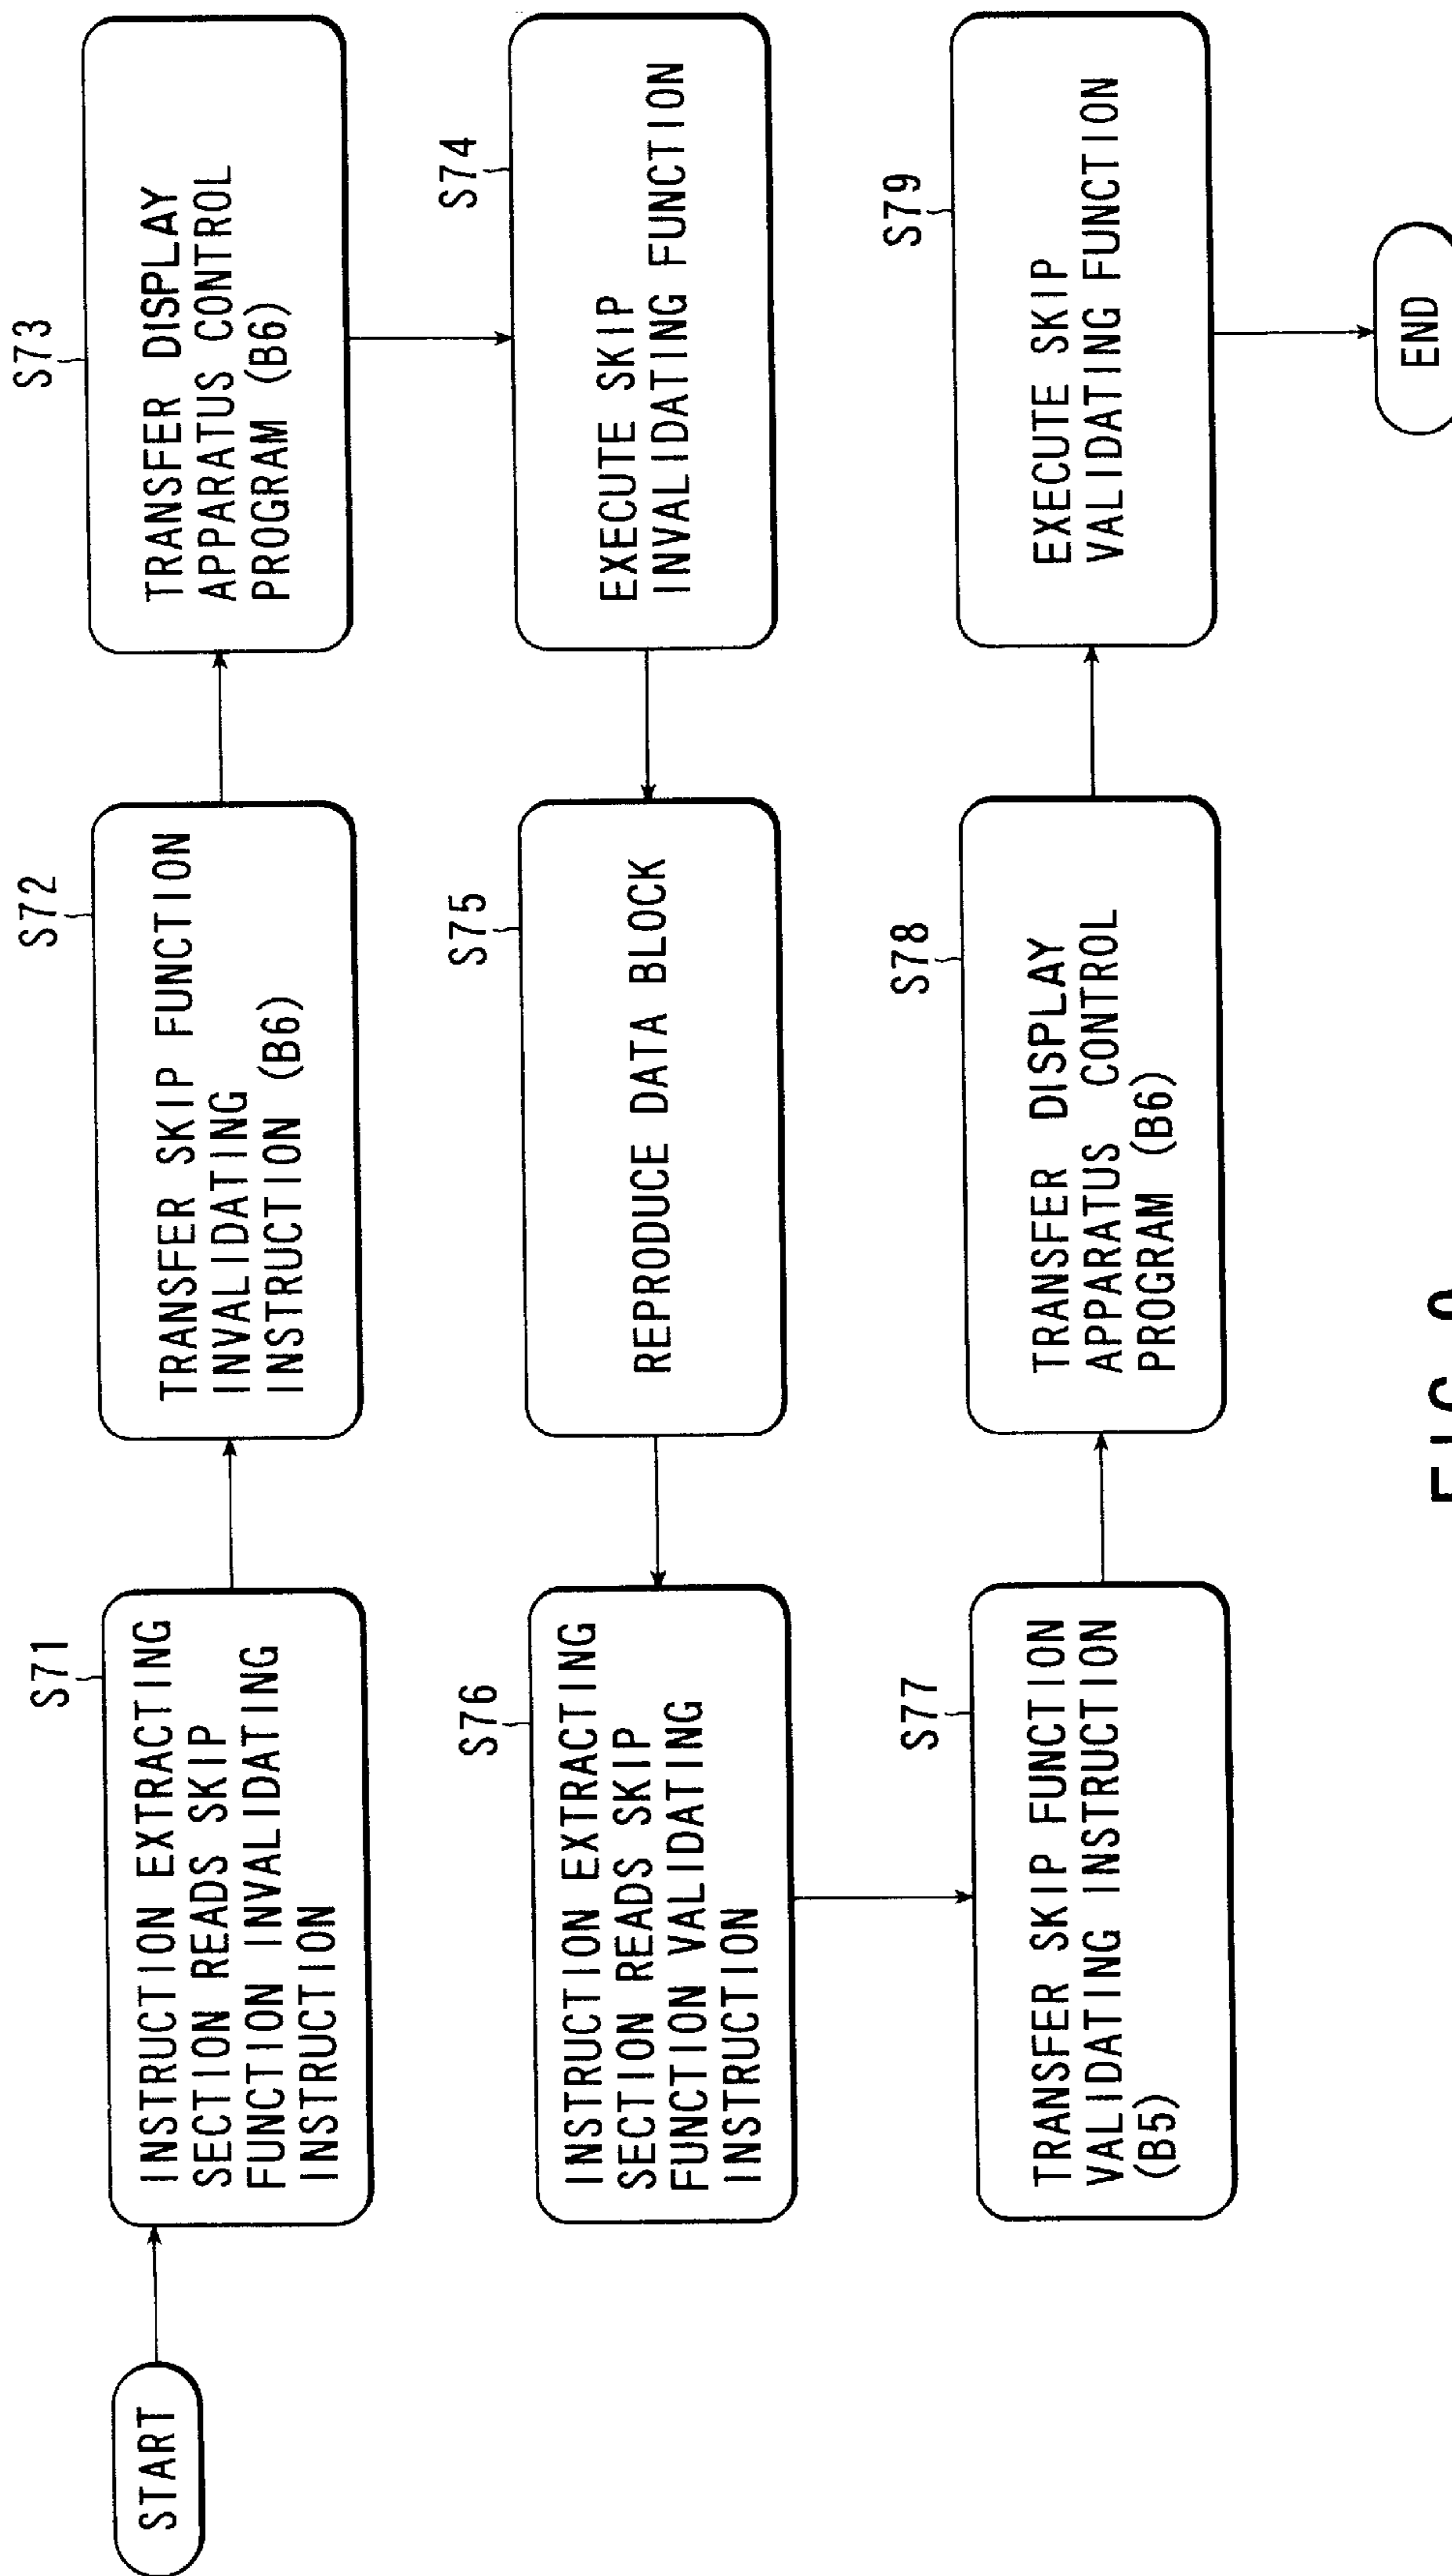 START
S71
INSTRUCTION EXTRACTING
SECTION READS SKIP
FUNCTION INVALIDATING
INSTRUCTION
S72
TRANSFER SKIP FUNCTION
INVALIDATING
INSTRUCTION (B6)
S73
TRANSFER DISPLAY
APPARATUS CONTROL
PROGRAM (B6)
S74
EXECUTE SKIP
INVALIDATING FUNCTION
S75
REPRODUCE DATA BLOCK
S76
INSTRUCTION EXTRACTING
SECTION READS SKIP
FUNCTION VALIDATING
INSTRUCTION
S77
TRANSFER SKIP FUNCTION
VALIDATING INSTRUCTION
(B5)
S78
TRANSFER DISPLAY
APPARATUS CONTROL
PROGRAM (B6)
S79
EXECUTE SKIP
VALIDATING FUNCTION
END
FIG.